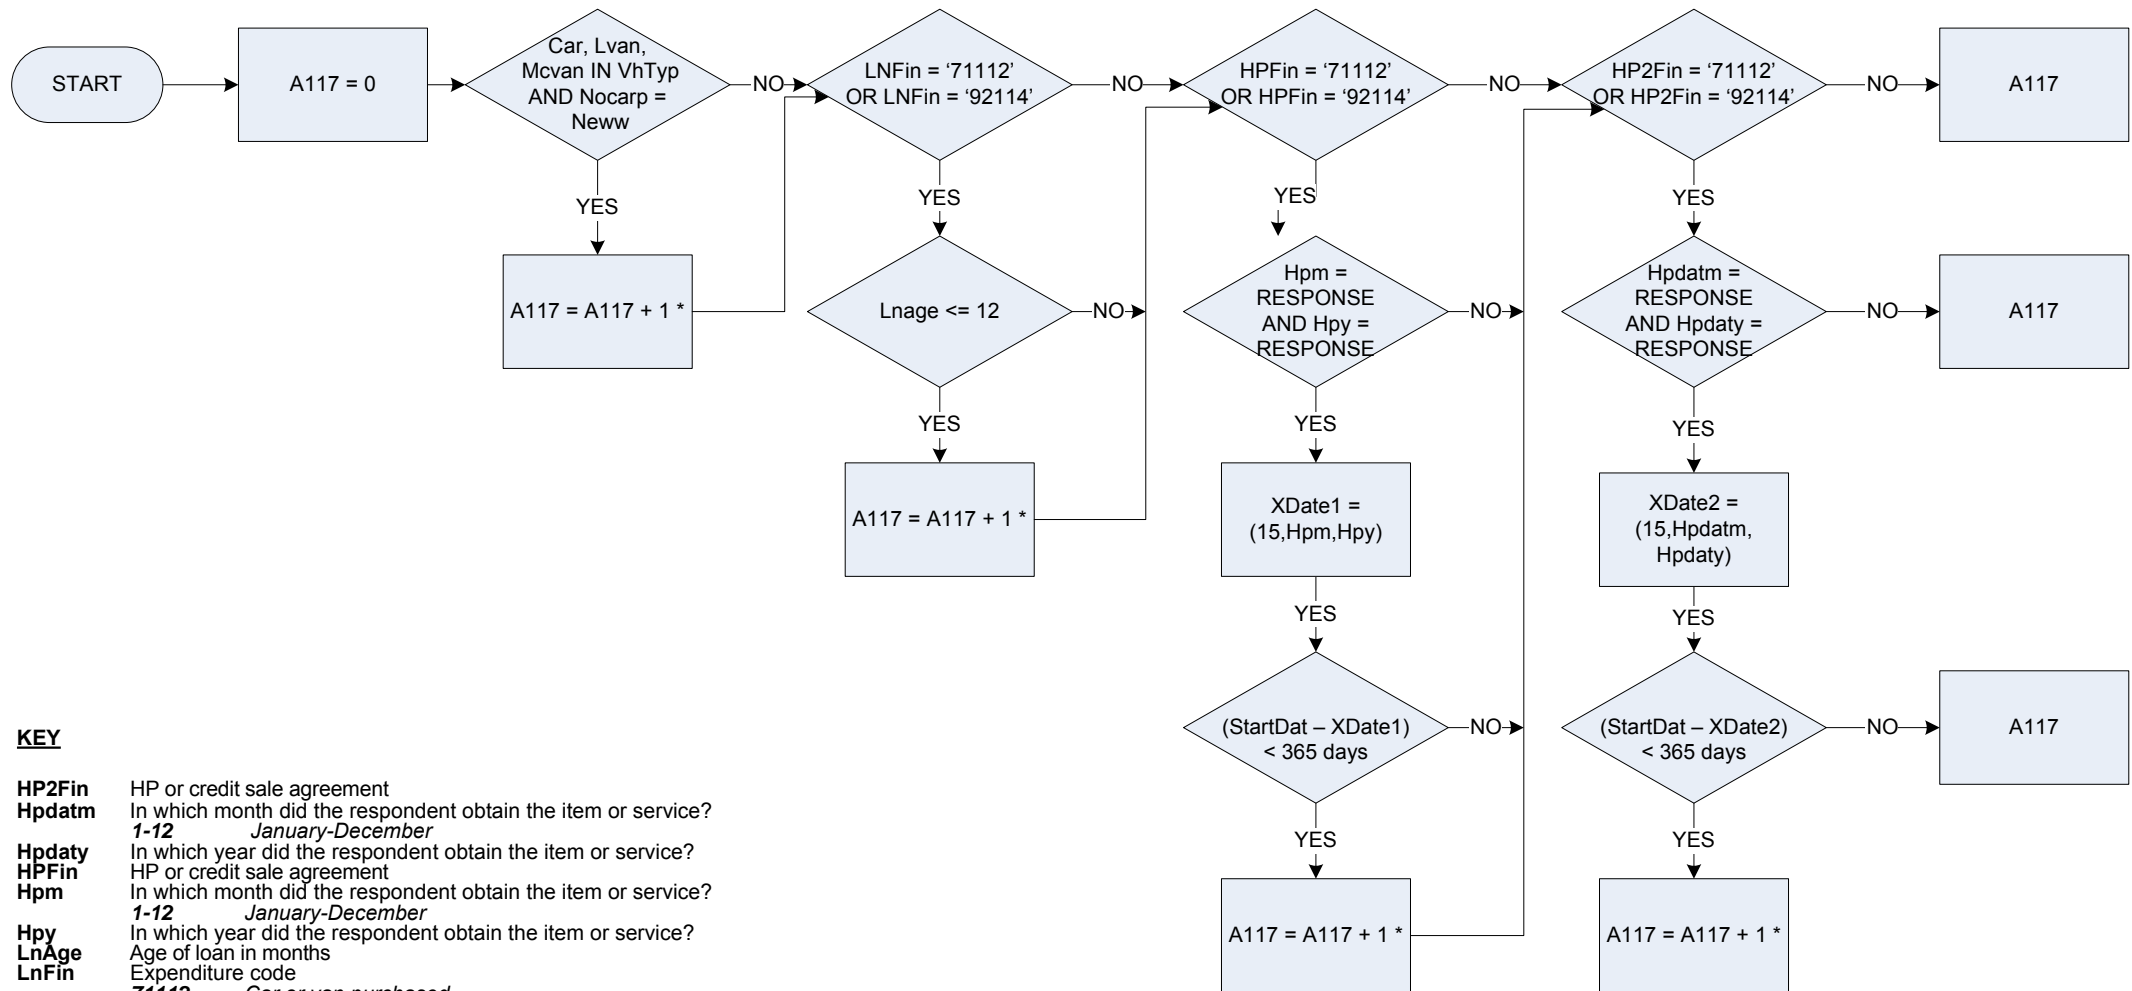 START
A117 = 0
Car, Lvan,
Mcvan IN VhTyp
AND Nocarp =
Neww
NO
LNFin = ‘71112’
OR LNFin = ‘92114’
NO
HPFin = ‘71112’
OR HPFin = ‘92114’
NO
HP2Fin = ‘71112’
OR HP2Fin = ‘92114’
NO
A117
YES
YES
YES
YES
A117 = A117 + 1 *
Lnage <= 12
NO
Hpm =
RESPONSE
AND Hpy =
RESPONSE
NO
Hpdatm =
RESPONSE
AND Hpdaty =
RESPONSE
NO
A117
YES
YES
YES
A117 = A117 + 1 *
XDate1 =
(15,Hpm,Hpy)
XDate2 =
(15,Hpdatm,
Hpdaty)
YES
YES
(StartDat – XDate1)
< 365 days
NO
(StartDat – XDate2)
< 365 days
NO
A117
YES
YES
A117 = A117 + 1 *
A117 = A117 + 1 *
KEY
HP2Fin HP or credit sale agreement
Hpdatm In which month did the respondent obtain the item or service?
1-12 January-December
Hpdaty In which year did the respondent obtain the item or service?
HPFin HP or credit sale agreement
Hpm In which month did the respondent obtain the item or service?
1-12 January-December
Hpy In which year did the respondent obtain the item or service?
LnAge Age of loan in months
LnFin Expenditure code
71112 Car or van purchased